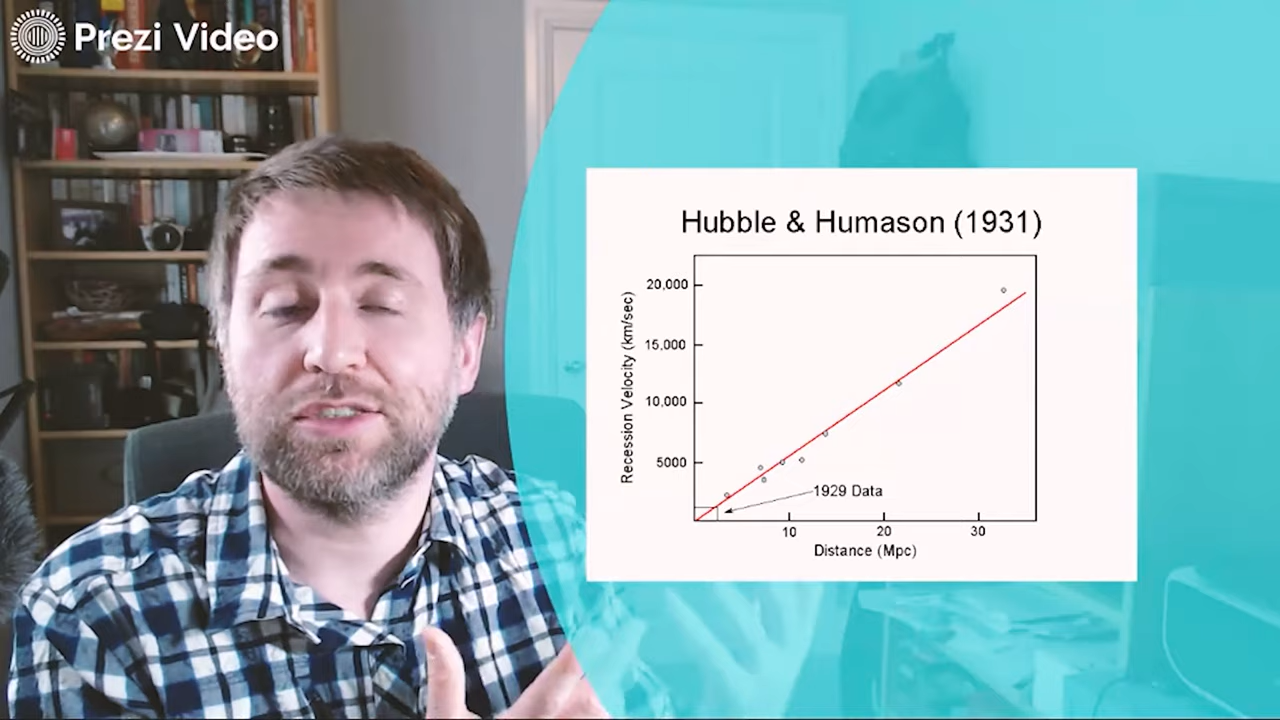 Prezi Video
Hubble & Humason (1931)
Recession Velocity (km/sec)
20,000
15,000
10,000
5000
1929 Data
10
20
30
Distance (Mpc)